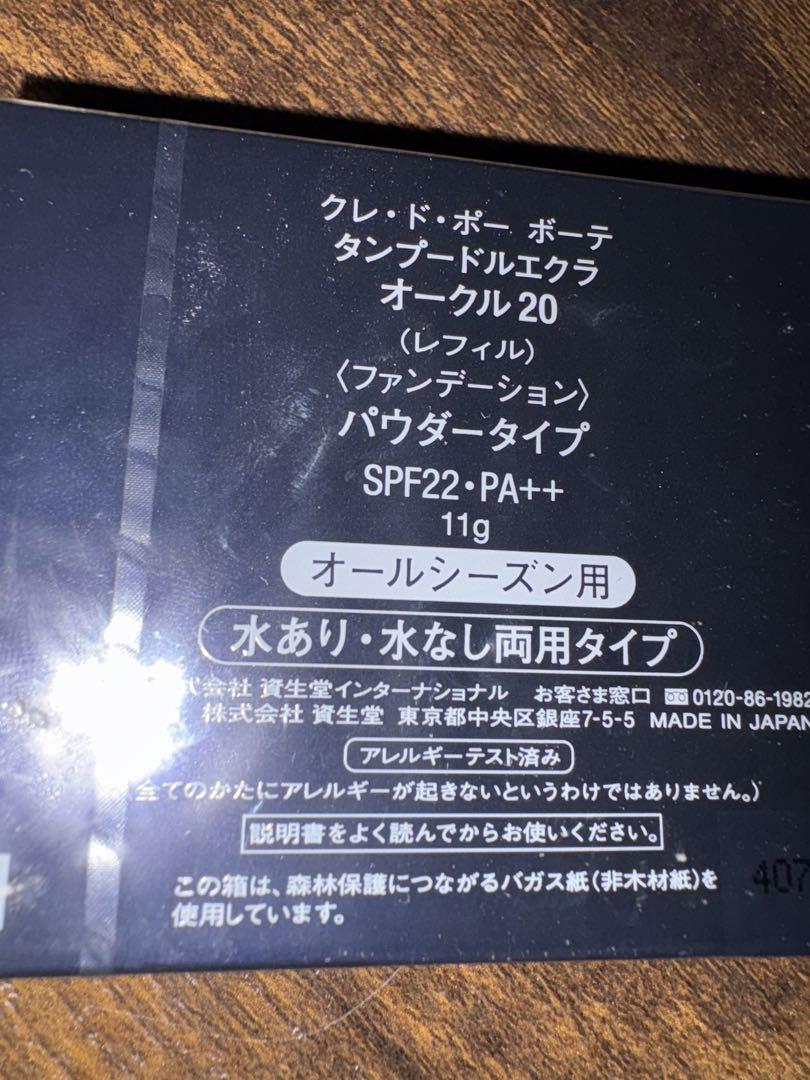 クレ・ド・ポー ボーテ
タンプードルエクラ
オークル20
(レフィル)
〈ファンデーション〉
パウダータイプ
SPF22・PA++
11g
オールシーズン用
水あり・水なし両用タイプ
式会社 資生堂インターナショナル お客さま窓口 0120-86-1982
株式会社 資生堂 東京都中央区銀座7-5-5 MADE IN JAPAN
アレルギーテスト済み
全てのかたにアレルギーが起きないというわけではありません。)
説明書をよく読んでからお使いください。
この箱は、森林保護につながるバガス紙(非木材紙)を
使用しています。
407